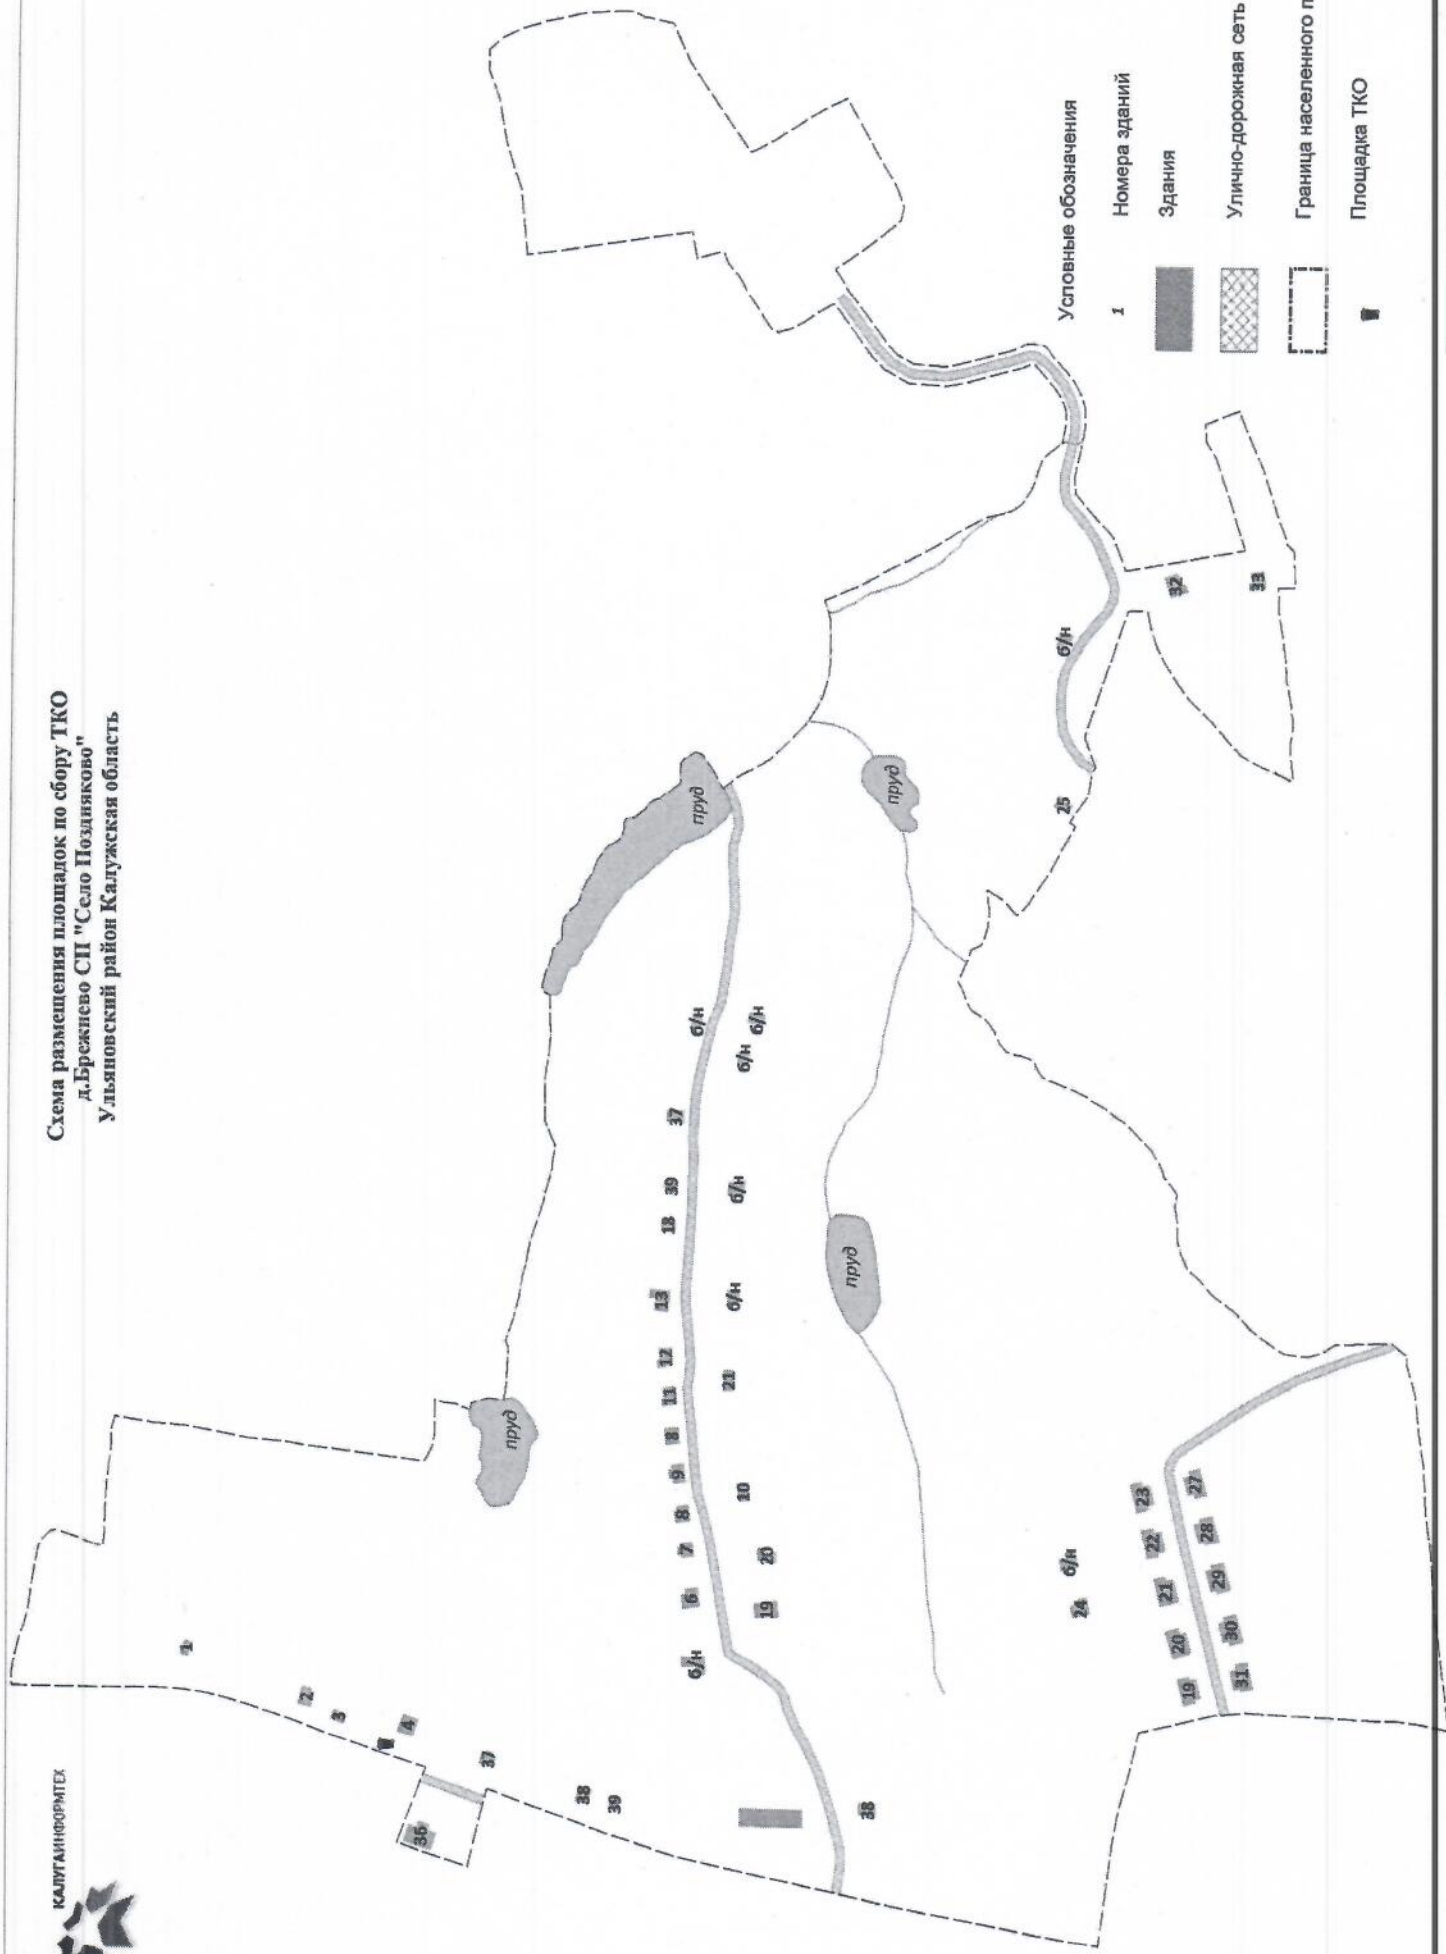 КАЛУГАИНФОРМТЕХ
Схема размещения площадок по сбору ТКО
д.Брежнево СП "Село Поздняково"
Ульяновский район Калужская область
1
2
3
4
36
37
38
39
пруд
пруд
б/н
6
7
8
9
8
11
12
13
18
39
37
б/н
19
20
10
21
б/н
б/н
б/н
б/н
38
пруд
пруд
25
б/н
32
33
24
б/н
19
20
21
22
23
31
30
29
28
27
Условные обозначения
1 Номера зданий
Здания
Улично-дорожная сеть
Граница населенного
Площадка ТКО